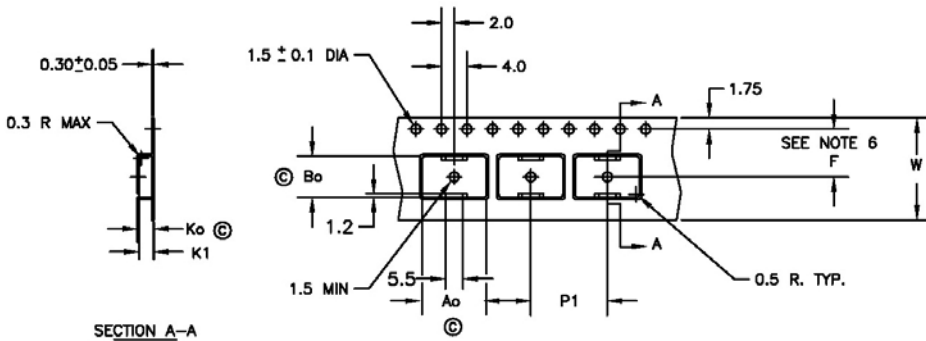 2.0
1.5 ± 0.1 DIA
4.0
0.30±0.05
A
1.75
0.3 R MAX
SEE NOTE 6
F
W
Ⓒ Bo
1.2
Ko Ⓒ
K1
A
5.5
1.5 MIN
Ao
P1
0.5 R. TYP.
Ⓒ
SECTION A-A